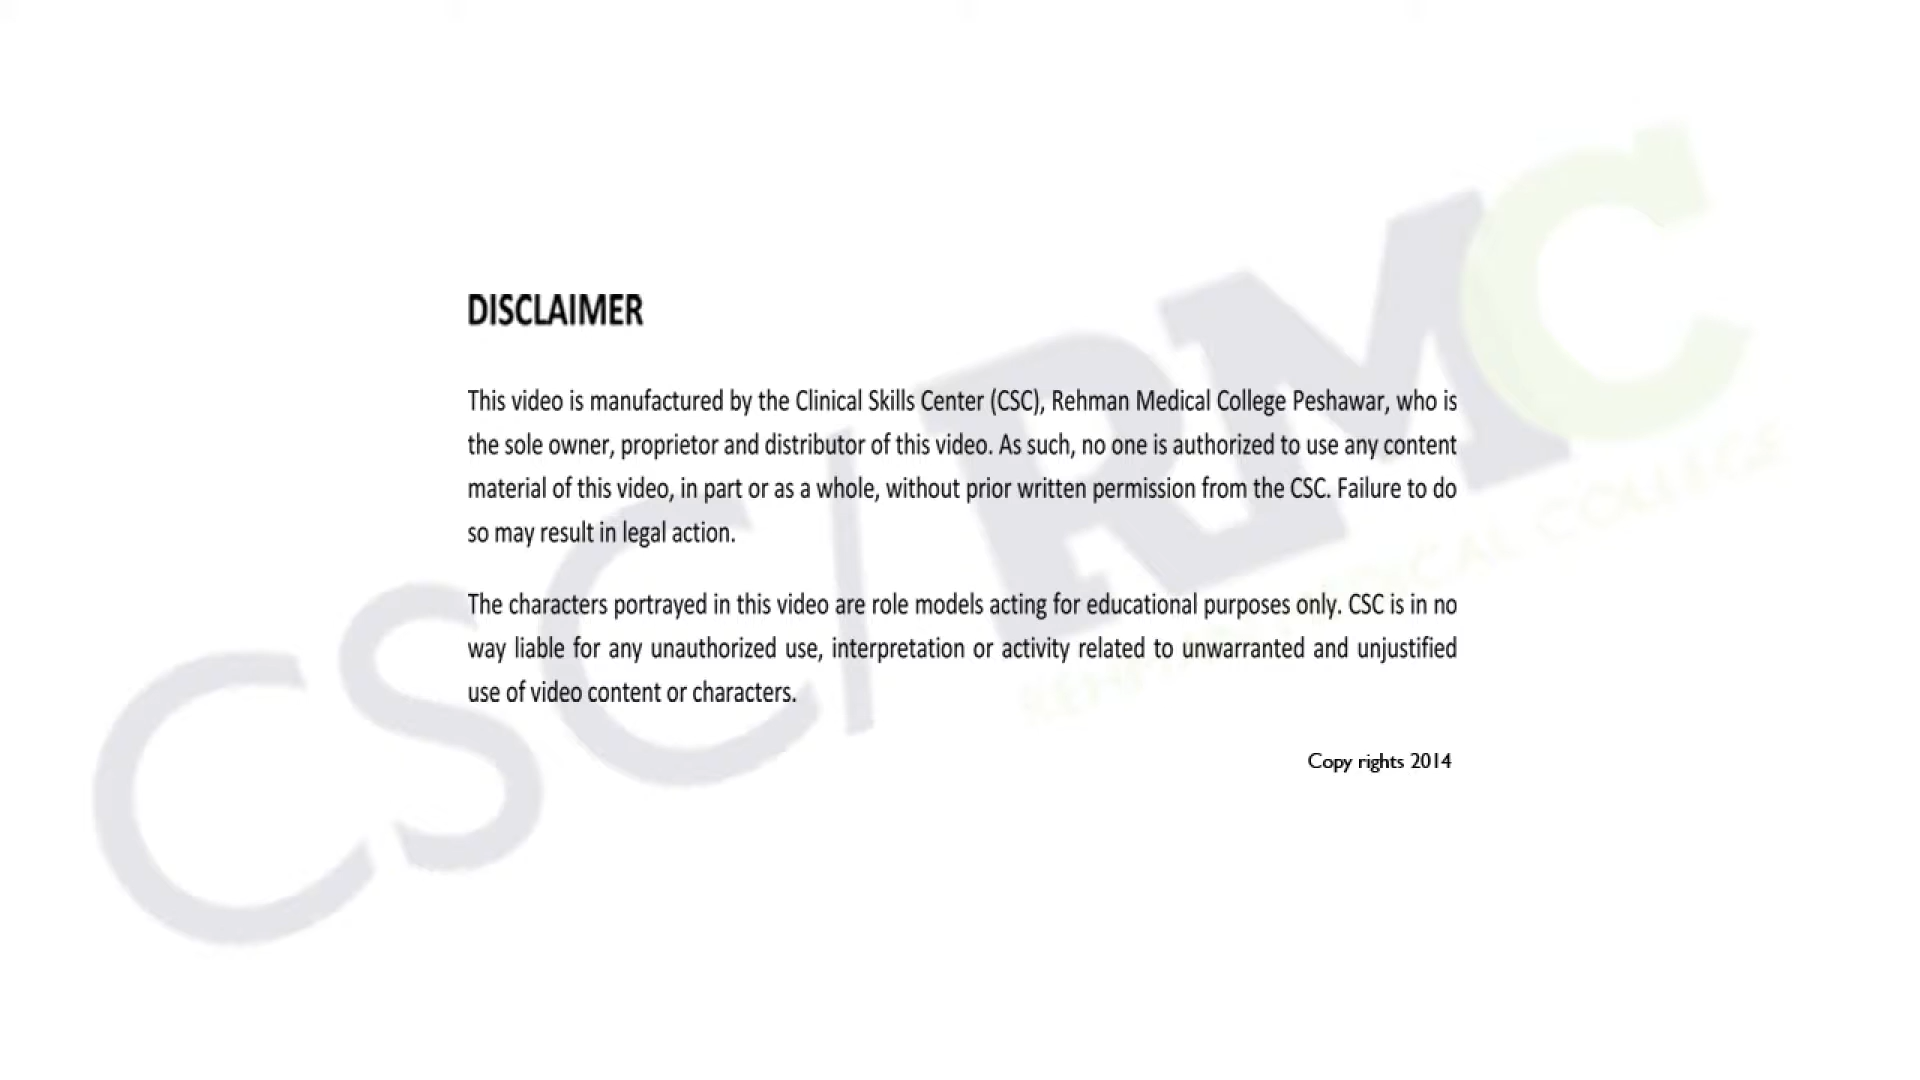 DISCLAIMER
This video is manufactured by the Clinical Skills Center (CSC), Rehman Medical College Peshawar, who is
the sole owner, proprietor and distributor of this video. As such, no one is authorized to use any content
material of this video, in part or as a whole, without prior written permission from the CSC. Failure to do
so may result in legal action.
The characters portrayed in this video are role models acting for educational purposes only. CSC is in no
way liable for any unauthorized use, interpretation or activity related to unwarranted and unjustified
use of video content or characters.
Copy rights 2014
CSC/RMC
REHMAN MEDICAL COLLEGE